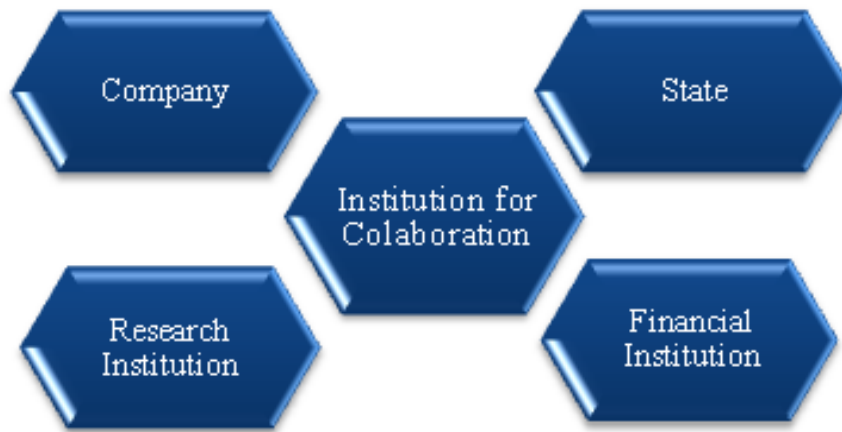 Company
State
Institution for
Colaboration
Research
Institution
Financial
Institution